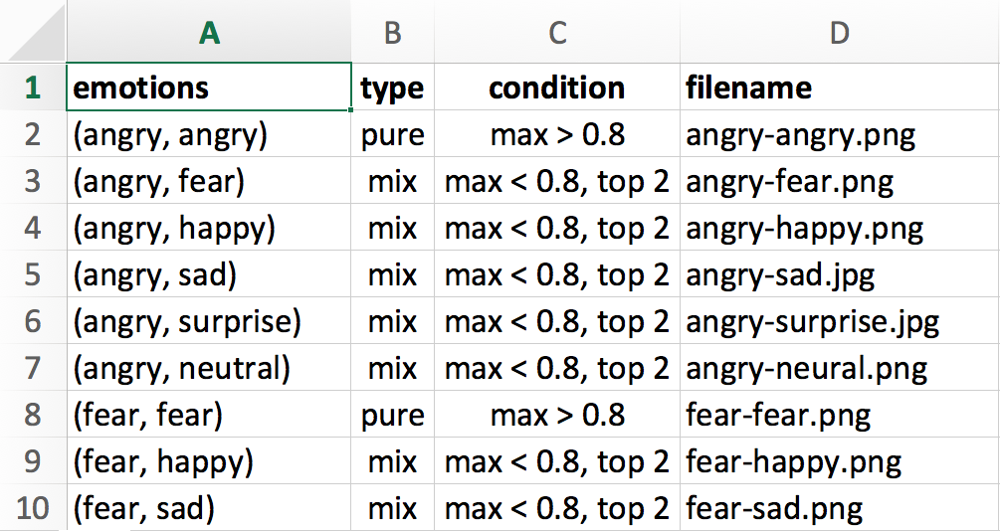 A B C D
1 emotions type condition filename
2 (angry, angry) pure max > 0.8 angry-angry.png
3 (angry, fear) mix max < 0.8, top 2 angry-fear.png
4 (angry, happy) mix max < 0.8, top 2 angry-happy.png
5 (angry, sad) mix max < 0.8, top 2 angry-sad.jpg
6 (angry, surprise) mix max < 0.8, top 2 angry-surprise.jpg
7 (angry, neutral) mix max < 0.8, top 2 angry-neural.png
8 (fear, fear) pure max > 0.8 fear-fear.png
9 (fear, happy) mix max < 0.8, top 2 fear-happy.png
10 (fear, sad) mix max < 0.8, top 2 fear-sad.png